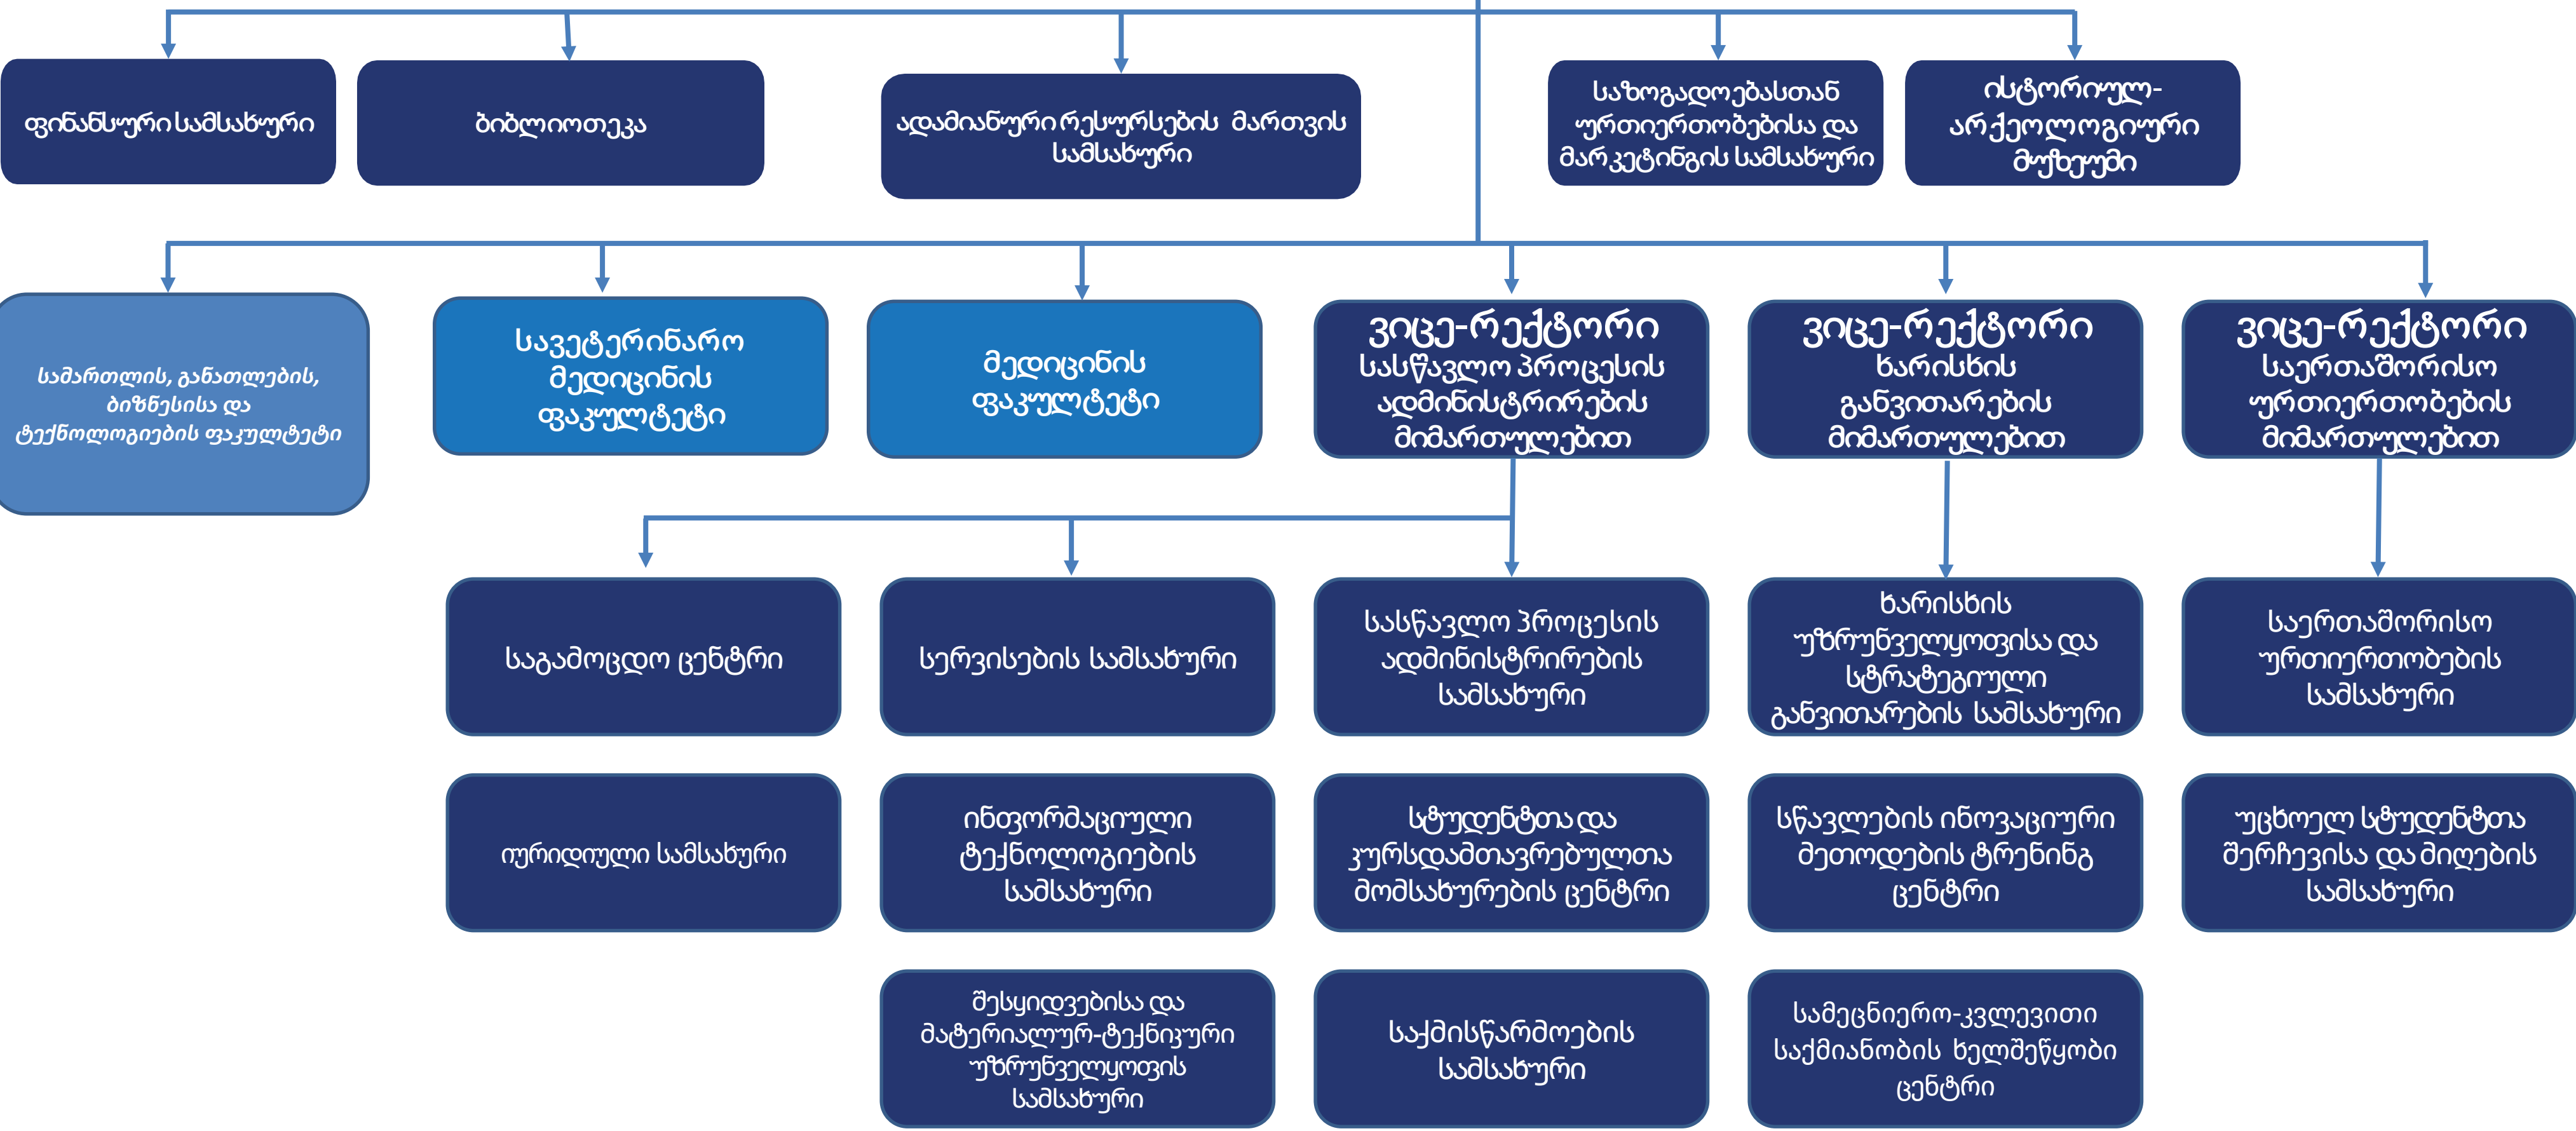 ფინანსური სამსახური
ბიბლიოთეკა
ადამიანური რესურსების მართვის
სამსახური
საზოგადოებასთან
ურთიერთობებისა და
მარკეტინგის სამსახური
ისტორიულ-
არქეოლოგიური
მუზეუმი
სამართლის, განათლების,
ბიზნესისა და
ტექნოლოგიების ფაკულტეტი
სავეტერინარო
მედიცინის
ფაკულტეტი
მედიცინის
ფაკულტეტი
ვიცე-რექტორი
სასწავლო პროცესის
ადმინისტრირების
მიმართულებით
ვიცე-რექტორი
ხარისხის
განვითარების
მიმართულებით
ვიცე-რექტორი
საერთაშორისო
ურთიერთობების
მიმართულებით
საგამოცდო ცენტრი
სერვისების სამსახური
სასწავლო პროცესის
ადმინისტრირების
სამსახური
ხარისხის
უზრუნველყოფისა და
სტრატეგიული
განვითარების სამსახური
საერთაშორისო
ურთიერთობების
სამსახური
იურიდიული სამსახური
ინფორმაციული
ტექნოლოგიების
სამსახური
სტუდენტთა და
კურსდამთავრებულთა
მომსახურების ცენტრი
სწავლების ინოვაციური
მეთოდების ტრენინგ
ცენტრი
უცხოელ სტუდენტთა
შერჩევისა და მიღების
სამსახური
შესყიდვებისა და
მატერიალურ-ტექნიკური
უზრუნველყოფის
სამსახური
საქმისწარმოების
სამსახური
სამეცნიერო-კვლევითი
საქმიანობის ხელშეწყობი
ცენტრი